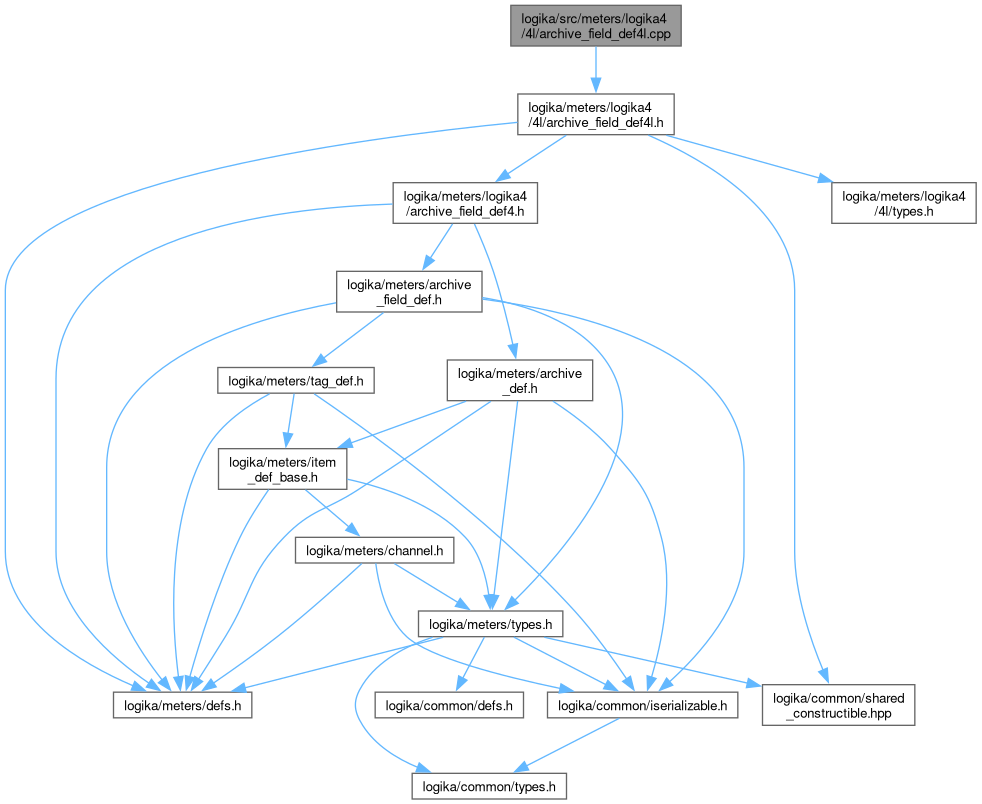 logika/src/meters/logika4
/4l/archive_field_def4l.cpp
logika/meters/logika4
/4l/archive_field_def4l.h
logika/meters/logika4
/archive_field_def4.h
logika/meters/logika4
/4l/types.h
logika/meters/archive
_field_def.h
logika/meters/tag_def.h
logika/meters/archive
_def.h
logika/meters/item
_def_base.h
logika/meters/channel.h
logika/meters/types.h
logika/meters/defs.h
logika/common/defs.h
logika/common/iserializable.h
logika/common/shared
_constructible.hpp
logika/common/types.h